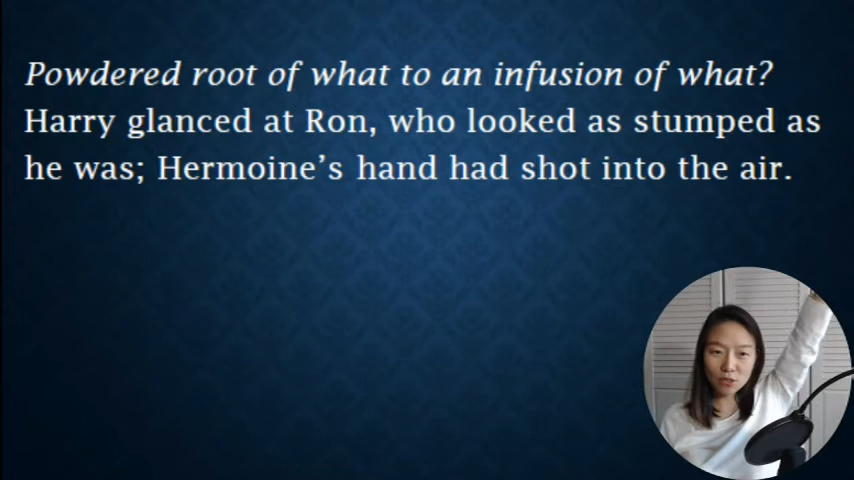 Powdered root of what to an infusion of what?
Harry glanced at Ron, who looked as stumped as
he was; Hermoine’s hand had shot into the air.